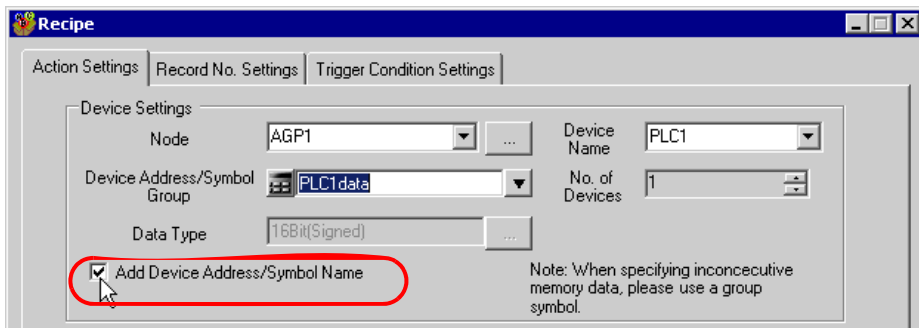 Recipe
Action Settings
Record No. Settings
Trigger Condition Settings
Device Settings
Node
AGP1
...
Device
Name
PLC1
Device Address/Symbol
Group
PLC1data
No. of
Devices
1
Data Type
16Bit(Signed)
...
Add Device Address/Symbol Name
Note: When specifying inconcecutive
memory data, please use a group
symbol.